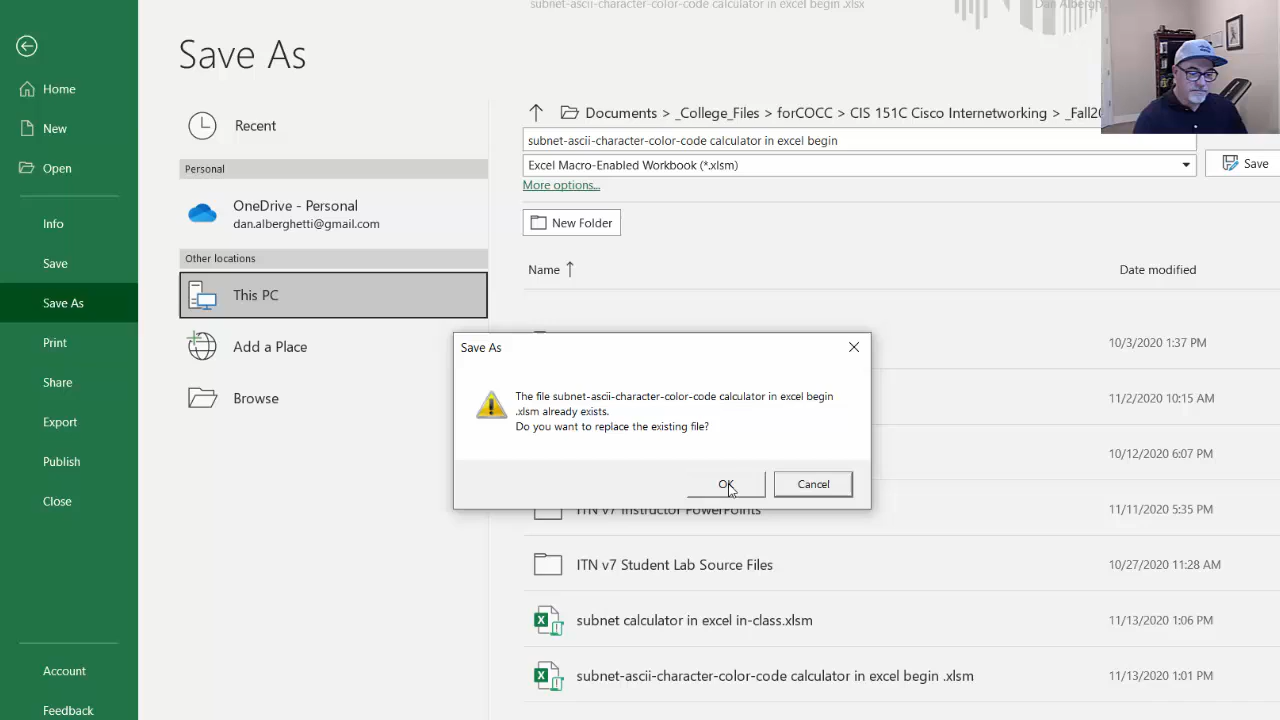 subnet-ascii-character-color-code calculator in excel begin .xlsx
Dan Albergh
Save As
Home
New
Open
Info
Save
Save As
Print
Share
Export
Publish
Close
Account
Feedback
Recent
Personal
OneDrive - Personal
dan.alberghetti@gmail.com
Other locations
This PC
Add a Place
Browse
Documents > _College_Files > forCOCC > CIS 151C Cisco Internetworking > _Fall20
subnet-ascii-character-color-code calculator in excel begin
Excel Macro-Enabled Workbook (*.xlsm)
Save
More options...
New Folder
Name
Date modified
10/3/2020 1:37 PM
11/2/2020 10:15 AM
10/12/2020 6:07 PM
Save As
The file subnet-ascii-character-color-code calculator in excel begin
.xlsm already exists.
Do you want to replace the existing file?
OK
Cancel
ITN v7 Instructor PowerPoints
11/11/2020 5:35 PM
ITN v7 Student Lab Source Files
10/27/2020 11:28 AM
subnet calculator in excel in-class.xlsm
11/13/2020 1:06 PM
subnet-ascii-character-color-code calculator in excel begin .xlsm
11/13/2020 1:01 PM